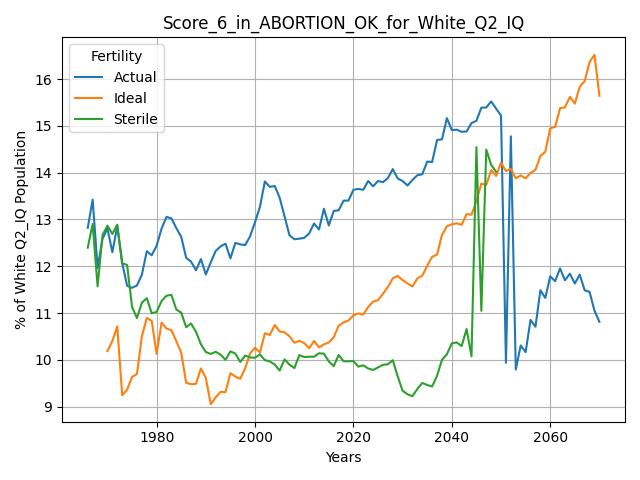 Score_6_in_ABORTION_OK_for_White_Q2_IQ
Fertility
Actual
Ideal
Sterile
% of White Q2_IQ Population
16
15
14
13
12
11
10
9
1980 2000 2020 2040 2060
Years